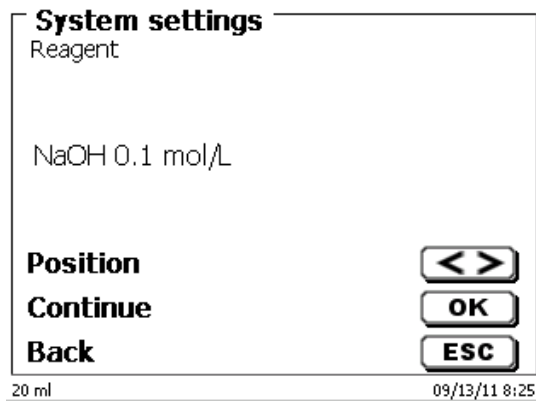 System settings
Reagent
NaOH 0.1 mol/L
Position < >
Continue OK
Back ESC
20 ml 09/13/11 8:25